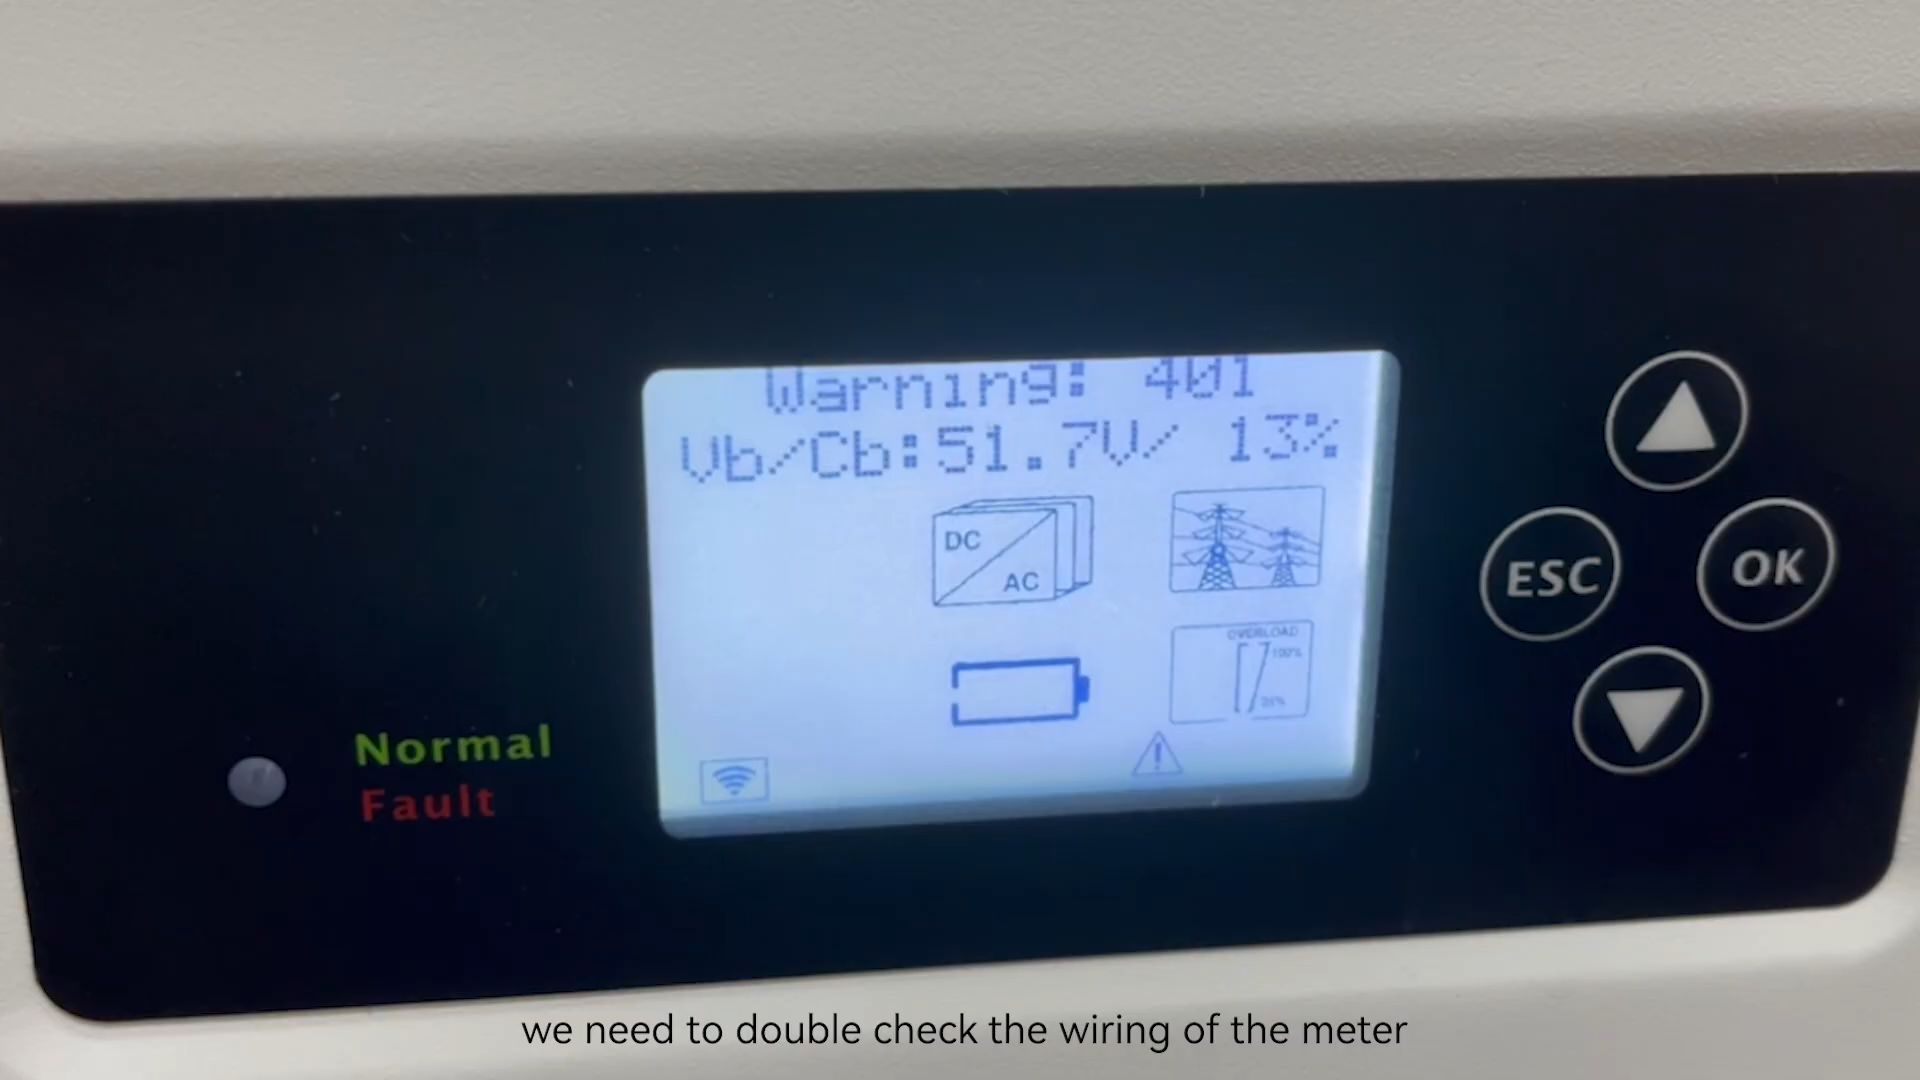 Warning: 401
Vb/Cb:51.7V/ 13%
DC
AC
OVERLOAD
100%
25%
ESC
OK
Normal
Fault
we need to double check the wiring of the meter